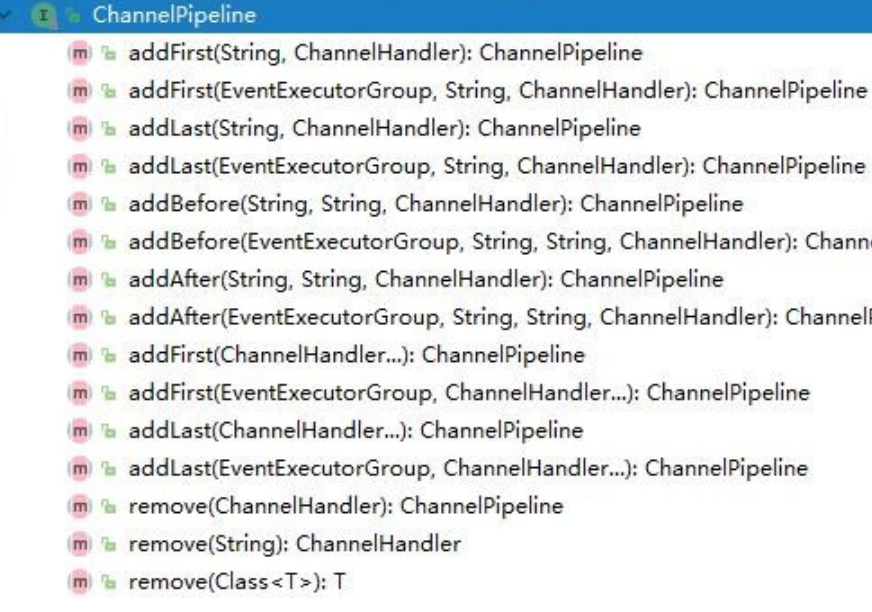 ChannelPipeline
addFirst(String, ChannelHandler): ChannelPipeline
addFirst(EventExecutorGroup, String, ChannelHandler): ChannelPipeline
addLast(String, ChannelHandler): ChannelPipeline
addLast(EventExecutorGroup, String, ChannelHandler): ChannelPipeline
addBefore(String, String, ChannelHandler): ChannelPipeline
addBefore(EventExecutorGroup, String, String, ChannelHandler): Channe
addAfter(String, String, ChannelHandler): ChannelPipeline
addAfter(EventExecutorGroup, String, String, ChannelHandler): Channel
addFirst(ChannelHandler...): ChannelPipeline
addFirst(EventExecutorGroup, ChannelHandler...): ChannelPipeline
addLast(ChannelHandler...): ChannelPipeline
addLast(EventExecutorGroup, ChannelHandler...): ChannelPipeline
remove(ChannelHandler): ChannelPipeline
remove(String): ChannelHandler
remove(Class<T>): T